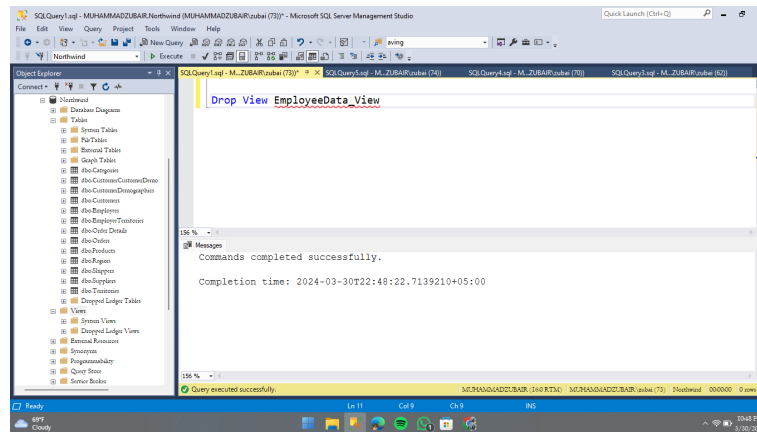 SQLQuery1.sql - MUHAMMADZUBAIR.Northwind (MUHAMMADZUBAIR\zubai (73))* - Microsoft SQL Server Management Studio
Quick Launch (Ctrl+Q)
File Edit View Query Project Tools Window Help
New Query
aving
Northwind
Execute
Object Explorer
SQLQuery1.sql - M...ZUBAIR\zubai (73))*
SQLQuery5.sql - M...ZUBAIR\zubai (74))
SQLQuery4.sql - M...ZUBAIR\zubai (70))
SQLQuery3.sql - M...ZUBAIR\zubai (62))
Connect
Northwind
Database Diagrams
Tables
System Tables
FileTables
External Tables
Graph Tables
dbo.Categories
dbo.CustomerCustomerDemo
dbo.CustomerDemographics
dbo.Customers
dbo.Employees
dbo.EmployeeTerritories
dbo.Order Details
dbo.Orders
dbo.Products
dbo.Region
dbo.Shippers
dbo.Suppliers
dbo.Territories
Dropped Ledger Tables
Views
System Views
Dropped Ledger Views
External Resources
Synonyms
Programmability
Query Store
Service Broker
Drop View EmployeeData_View
156 %
Messages
Commands completed successfully.
Completion time: 2024-03-30T22:48:22.7139210+05:00
156 %
Query executed successfully.
MUHAMMADZUBAIR (16.0 RTM)
MUHAMMADZUBAIR\zubai (73)
Northwind
00:00:00
0 rows
Ready
Ln 11
Col 9
Ch 9
INS
69°F
Cloudy
10:48 P
3/30/20